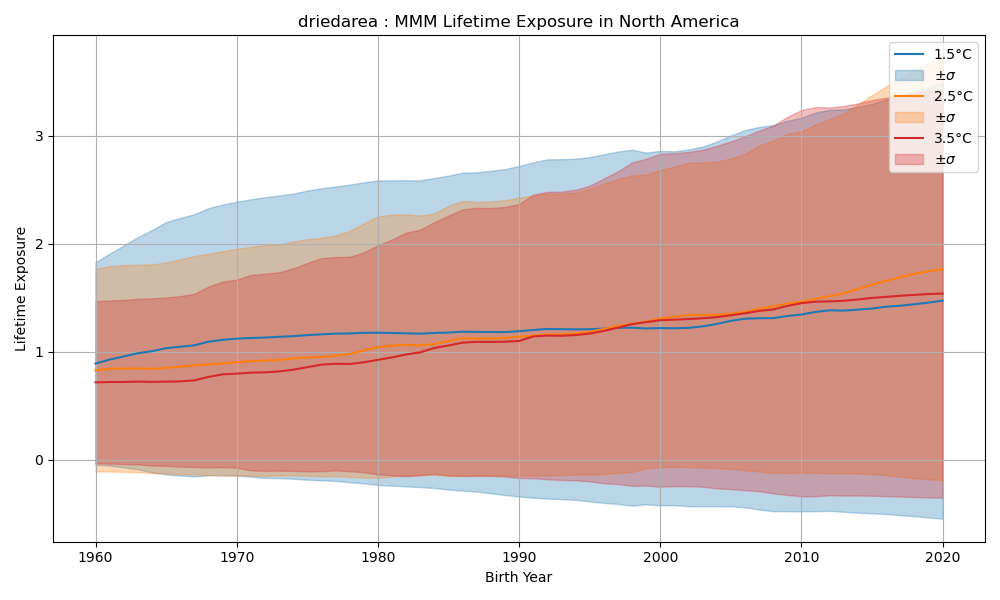 driedarea : MMM Lifetime Exposure in North America
1.5°C
±σ
2.5°C
±σ
3.5°C
±σ
Lifetime Exposure
3
2
1
0
1960 1970 1980 1990 2000 2010 2020
Birth Year